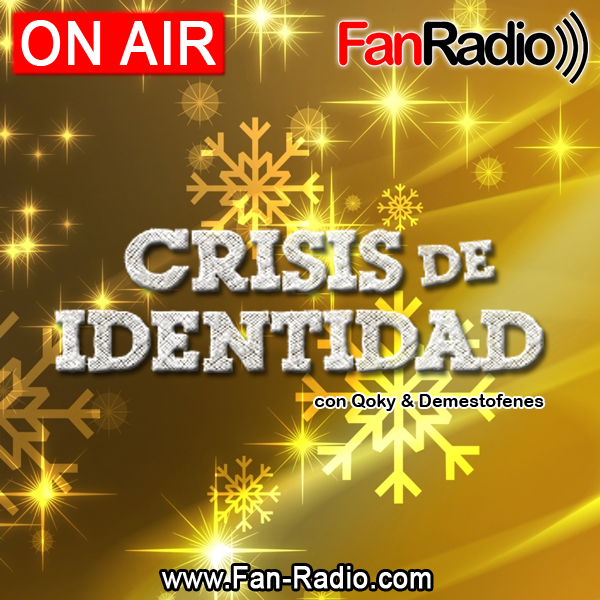 ON AIR
FanRadio
CRISIS DE
IDENTIDAD
con Qoky & Demestofenes
www.Fan-Radio.com